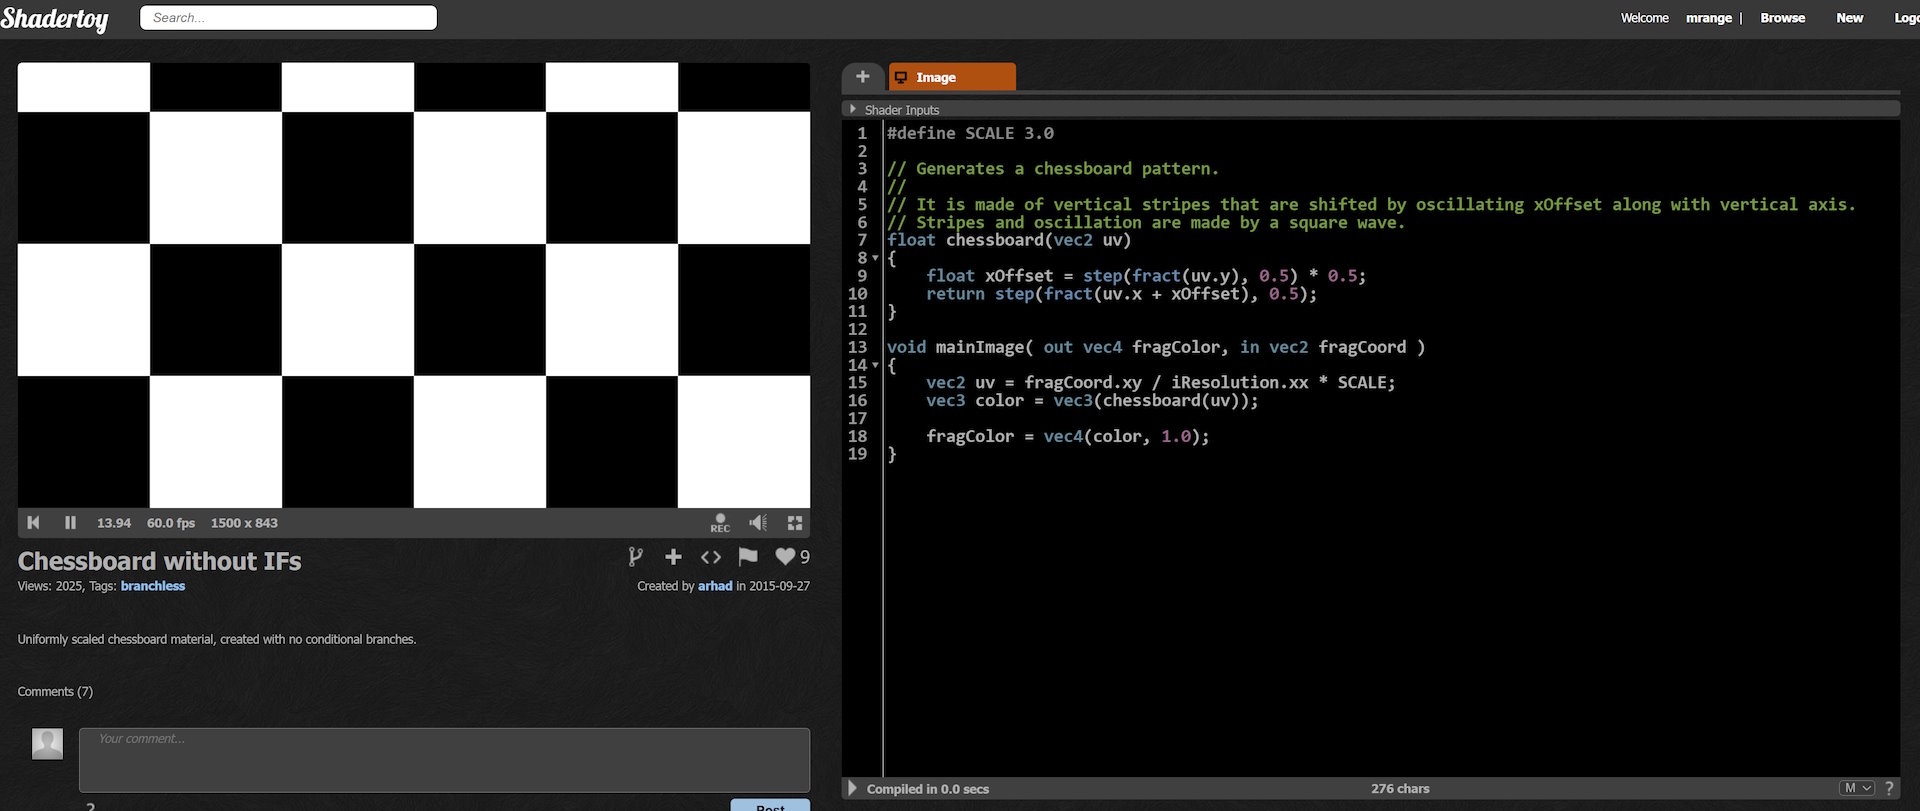 Shadertoy
Search...
Welcome mrange | Browse New Logo
+ Image
Shader Inputs
1 #define SCALE 3.0
2
3 // Generates a chessboard pattern.
4 //
5 // It is made of vertical stripes that are shifted by oscillating xOffset along with vertical axis.
6 // Stripes and oscillation are made by a square wave.
7 float chessboard(vec2 uv)
8 {
9 float xOffset = step(fract(uv.y), 0.5) * 0.5;
10 return step(fract(uv.x + xOffset), 0.5);
11 }
12
13 void mainImage( out vec4 fragColor, in vec2 fragCoord )
14 {
15 vec2 uv = fragCoord.xy / iResolution.xx * SCALE;
16 vec3 color = vec3(chessboard(uv));
17
18 fragColor = vec4(color, 1.0);
19 }
13.94 60.0 fps 1500 x 843 REC
Chessboard without IFs 9
Views: 2025, Tags: branchless Created by arhad in 2015-09-27
Uniformly scaled chessboard material, created with no conditional branches.
Comments (7)
Your comment...
Post
Compiled in 0.0 secs 276 chars M ?